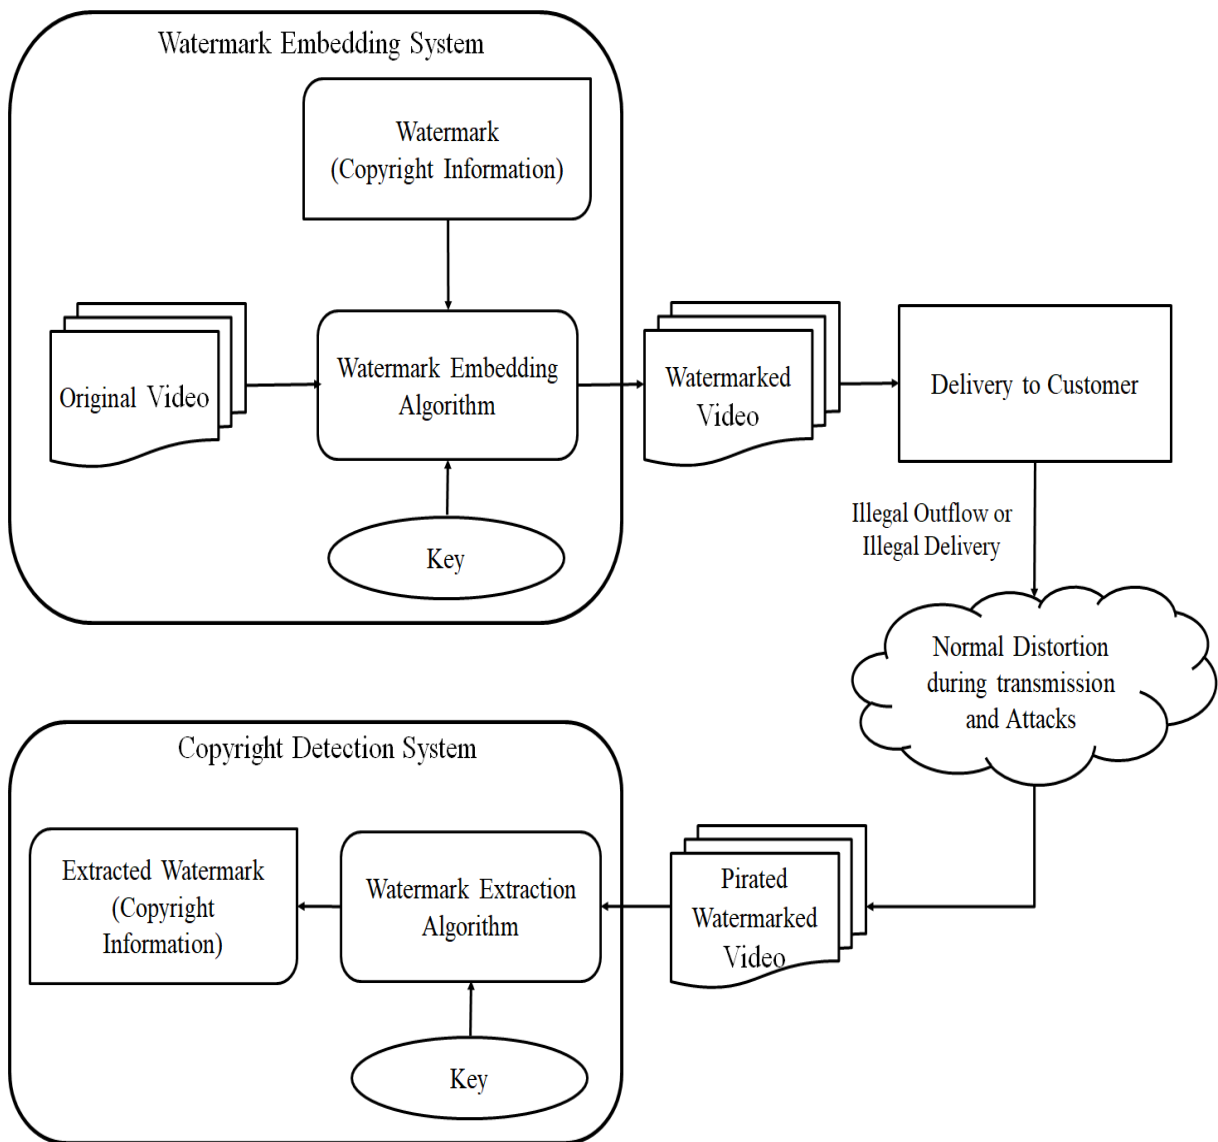 Watermark Embedding System
Watermark
(Copyright Information)
Original Video
Watermark Embedding
Algorithm
Watermarked
Video
Delivery to Customer
Key
Illegal Outflow or
Illegal Delivery
Normal Distortion
during transmission
and Attacks
Copyright Detection System
Extracted Watermark
(Copyright
Information)
Watermark Extraction
Algorithm
Pirated
Watermarked
Video
Key